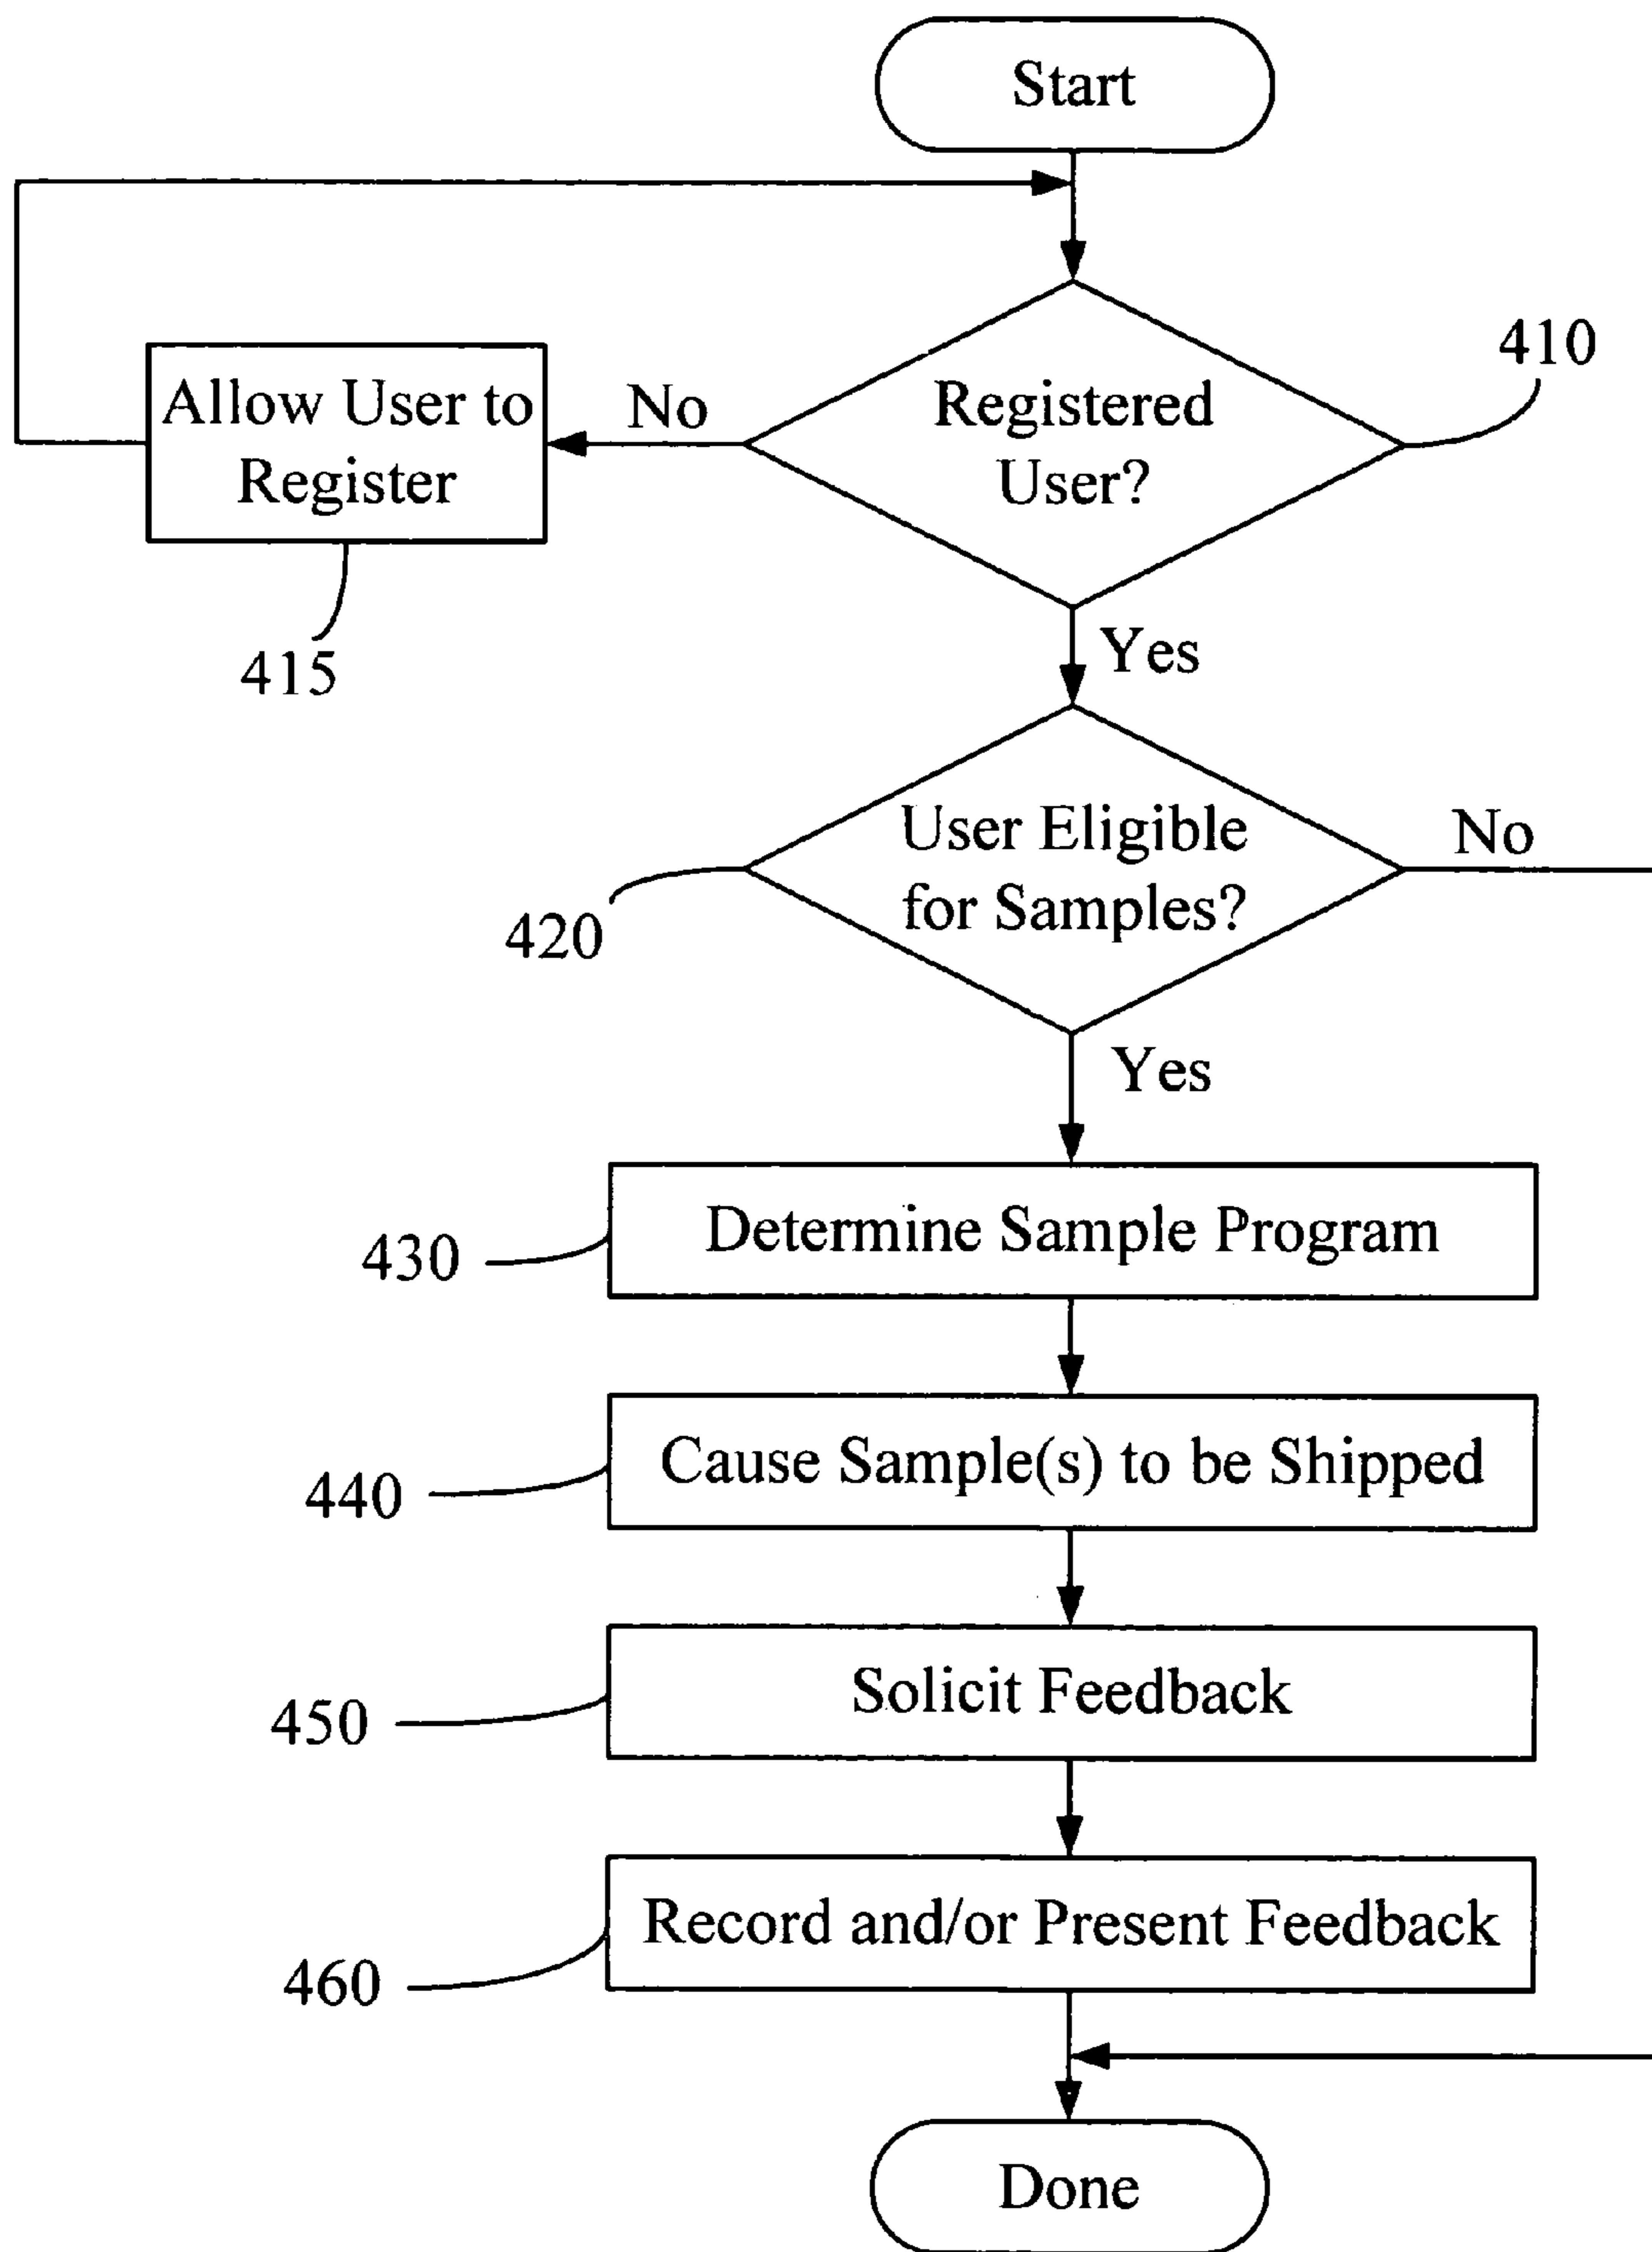 Start
410
Registered
User?
No
Allow User to
Register
415
Yes
User Eligible
for Samples?
No
420
Yes
Determine Sample Program
430
Cause Sample(s) to be Shipped
440
Solicit Feedback
450
Record and/or Present Feedback
460
Done